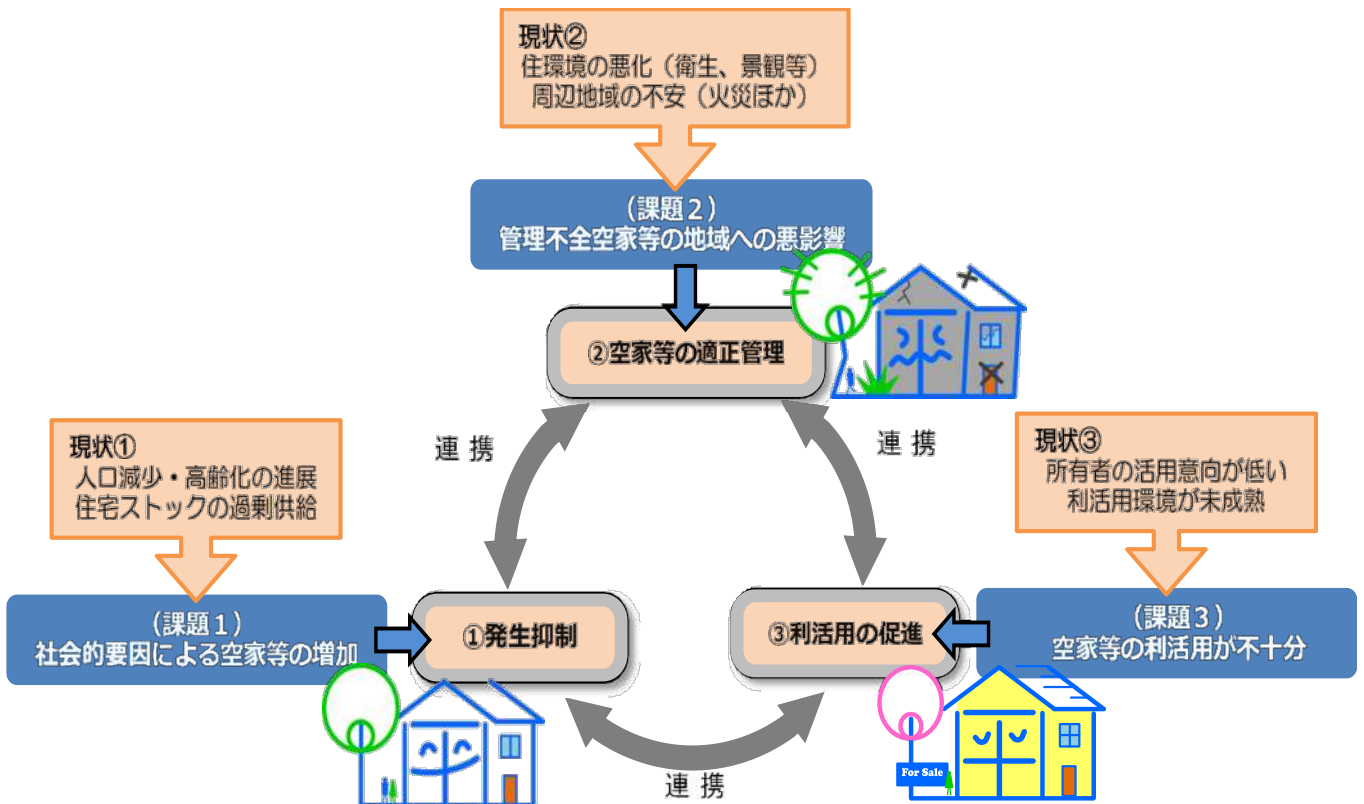 現状②
住環境の悪化（衛生、景観等）
周辺地域の不安（火災ほか）
（課題２）
管理不全空家等の地域への悪影響
②空家等の適正管理
連 携
連 携
現状①
人口減少・高齢化の進展
住宅ストックの過剰供給
現状③
所有者の活用意向が低い
利活用環境が未成熟
（課題１）
社会的要因による空家等の増加
①発生抑制
③利活用の促進
（課題３）
空家等の利活用が不十分
For Sale
連 携